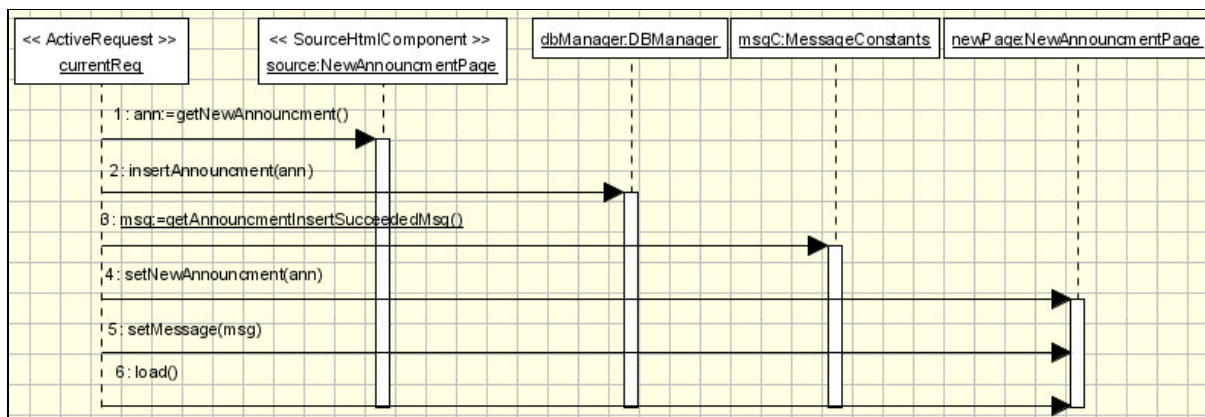 << ActiveRequest >>
currentReq
<< SourceHtmlComponent >>
source:NewAnnouncmentPage
dbManager:DBManager
msgC:MessageConstants
newPage:NewAnnouncmentPage
1: ann:=getNewAnnouncment()
2: insertAnnouncment(ann)
3: msg:=getAnnouncmentInsertSucceededMsg()
4: setNewAnnouncment(ann)
5: setMessage(msg)
6: load()